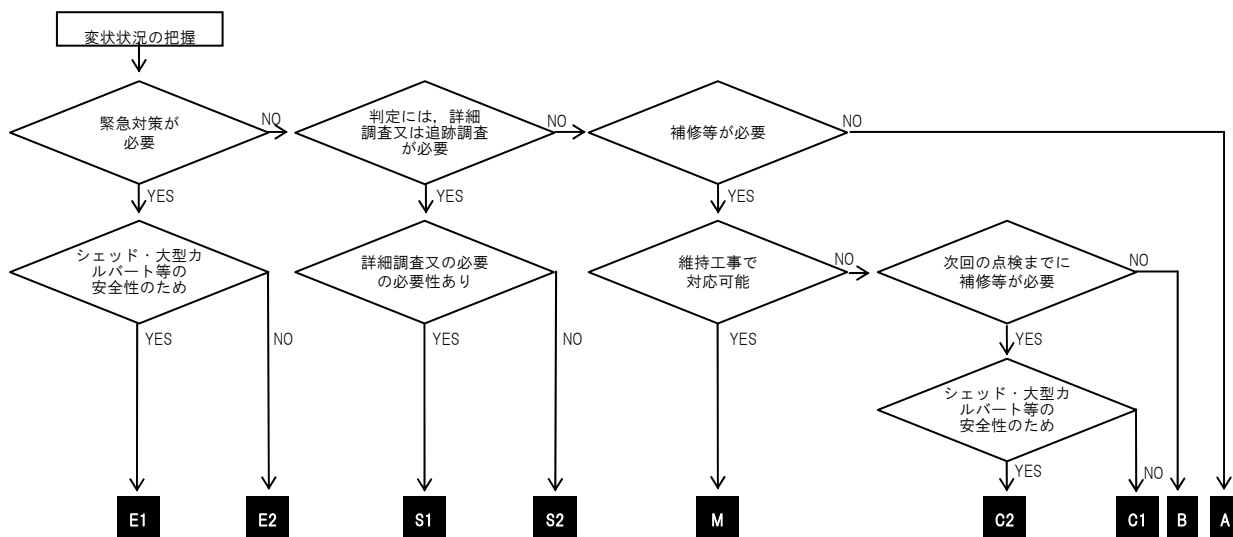 変状状況の把握
緊急対策が
必要
NO
判定には，詳細
調査又は追跡調査
が必要
NO
補修等が必要
NO
YES
YES
YES
シェッド・大型カ
ルバート等の
安全性のため
詳細調査又の必要
の必要性あり
維持工事で
対応可能
NO
次回の点検までに
補修等が必要
NO
YES
NO
YES
NO
YES
YES
シェッド・大型カ
ルバート等の
安全性のため
YES
NO
E1
E2
S1
S2
M
C2
C1
B
A